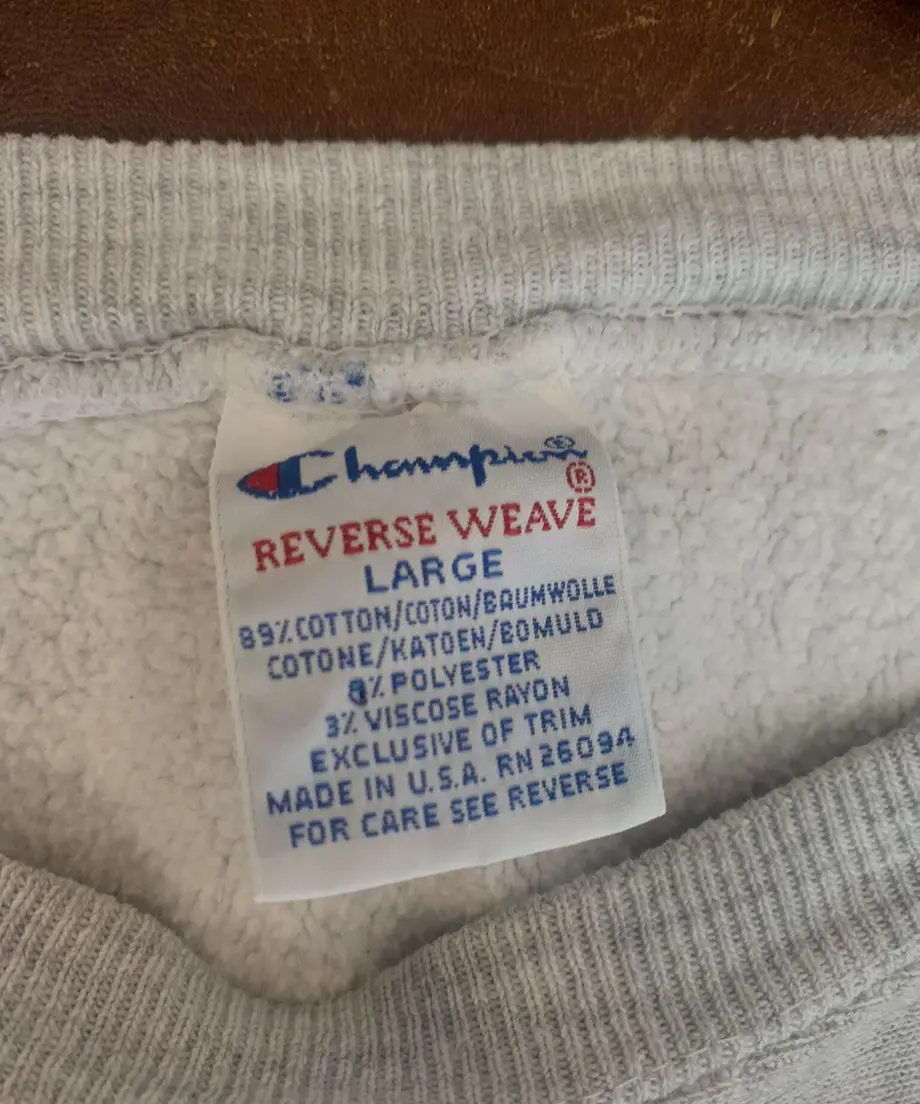 Champion®
®
REVERSE WEAVE
LARGE
89% COTTON/COTON/BAUMWOLLE
COTONE/KATOEN/BOMULD
8% POLYESTER
3% VISCOSE RAYON
EXCLUSIVE OF TRIM
MADE IN U.S.A. RN 26094
FOR CARE SEE REVERSE